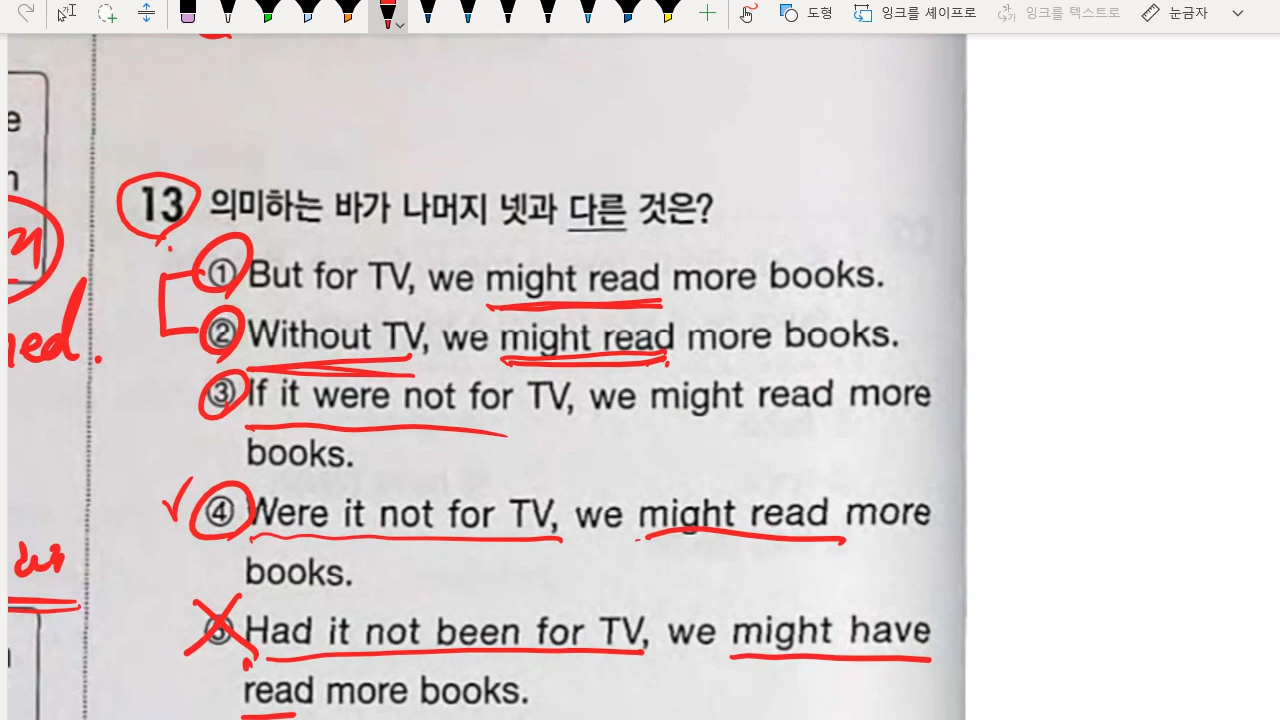 도형 잉크를 셰이프로 잉크를 텍스트로 눈금자
e
ned.
13 의미하는 바가 나머지 넷과 다른 것은?
① But for TV, we might read more books.
② Without TV, we might read more books.
③ If it were not for TV, we might read more
books.
④ Were it not for TV, we might read more
books.
⑤ Had it not been for TV, we might have
read more books.